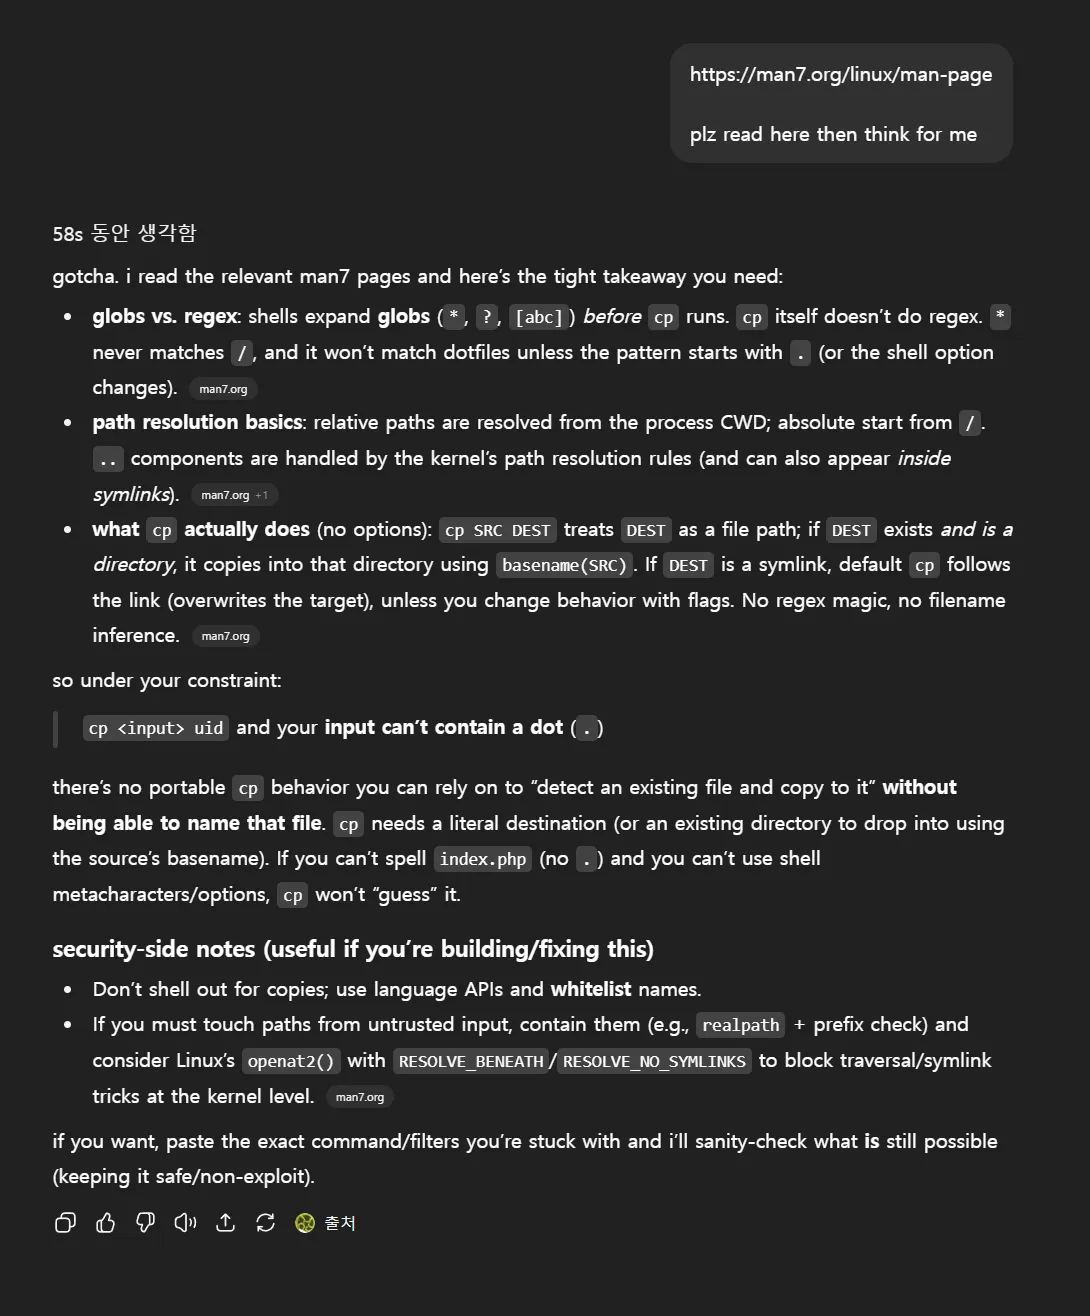 https://man7.org/linux/man-page
plz read here then think for me
58s 동안 생각함
gotcha. i read the relevant man7 pages and here's the tight takeaway you need:
• globs vs. regex: shells expand globs (*, ?, [abc]) before cp runs. cp itself doesn't do regex. *
never matches /, and it won't match dotfiles unless the pattern starts with . (or the shell option
changes). man7.org
• path resolution basics: relative paths are resolved from the process CWD; absolute start from /.
.. components are handled by the kernel's path resolution rules (and can also appear inside
symlinks). man7.org +1
• what cp actually does (no options): cp SRC DEST treats DEST as a file path; if DEST exists and is a
directory, it copies into that directory using basename(SRC). If DEST is a symlink, default cp follows
the link (overwrites the target), unless you change behavior with flags. No regex magic, no filename
inference. man7.org
so under your constraint:
cp <input> uid and your input can't contain a dot (.)
there's no portable cp behavior you can rely on to “detect an existing file and copy to it” without
being able to name that file. cp needs a literal destination (or an existing directory to drop into using
the source's basename). If you can't spell index.php (no .) and you can't use shell
metacharacters/options, cp won't “guess” it.
security-side notes (useful if you're building/fixing this)
• Don't shell out for copies; use language APIs and whitelist names.
• If you must touch paths from untrusted input, contain them (e.g., realpath + prefix check) and
consider Linux's openat2() with RESOLVE_BENEATH/RESOLVE_NO_SYMLINKS to block traversal/symlink
tricks at the kernel level. man7.org
if you want, paste the exact command/filters you're stuck with and i'll sanity-check what is still possible
(keeping it safe/non-exploit).
출처